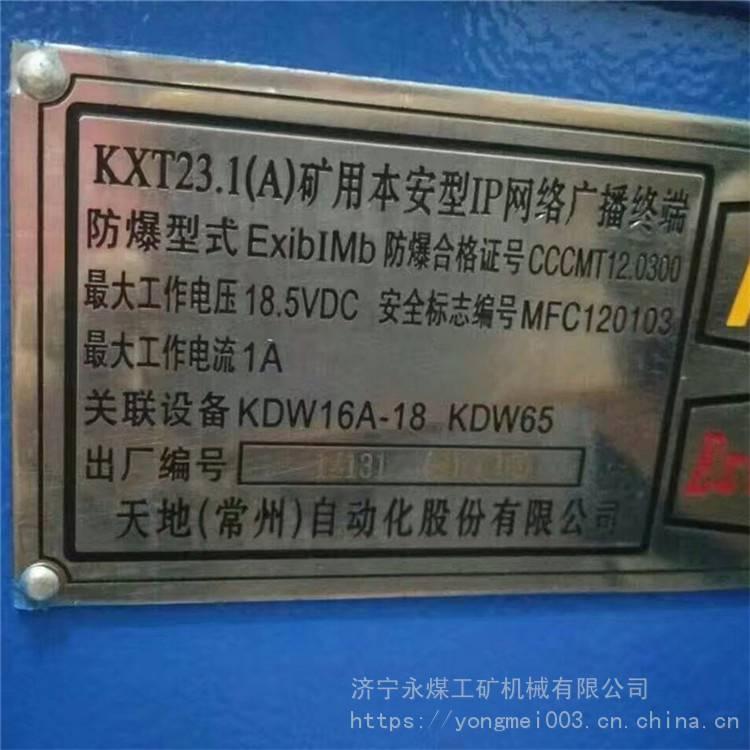 KXT23.1(A)矿用本安型IP网络广播终端
防爆型式 ExibIMb 防爆合格证号 CCCMT12.0300
最大工作电压 18.5VDC 安全标志编号 MFC120103
最大工作电流 1A
关联设备 KDW16A-18 KDW65
出厂编号
天地(常州)自动化股份有限公司
济宁永煤工矿机械有限公司
https://yongmei003.cn.china.cn